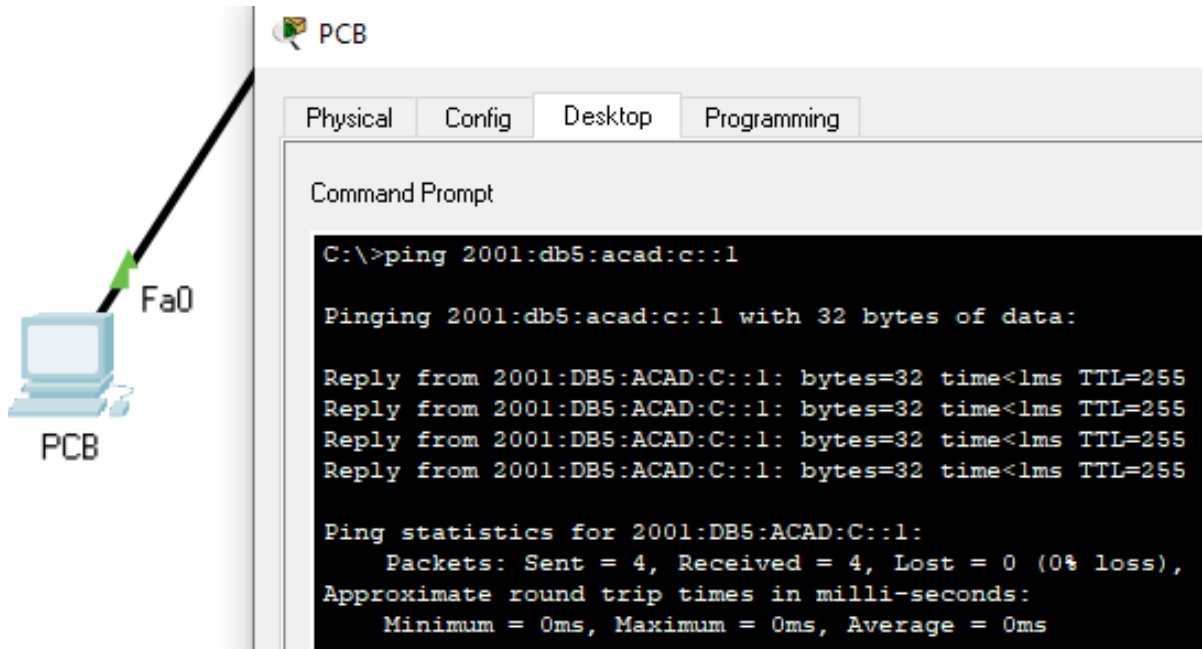 PCB
Physical Config Desktop Programming
Command Prompt
C:\>ping 2001:db5:acad:c::1
Pinging 2001:db5:acad:c::1 with 32 bytes of data:
Reply from 2001:DB5:ACAD:C::1: bytes=32 time<1ms TTL=255
Reply from 2001:DB5:ACAD:C::1: bytes=32 time<1ms TTL=255
Reply from 2001:DB5:ACAD:C::1: bytes=32 time<1ms TTL=255
Reply from 2001:DB5:ACAD:C::1: bytes=32 time<1ms TTL=255
Ping statistics for 2001:DB5:ACAD:C::1:
Packets: Sent = 4, Received = 4, Lost = 0 (0% loss),
Approximate round trip times in milli-seconds:
Minimum = 0ms, Maximum = 0ms, Average = 0ms
Fa0
PCB